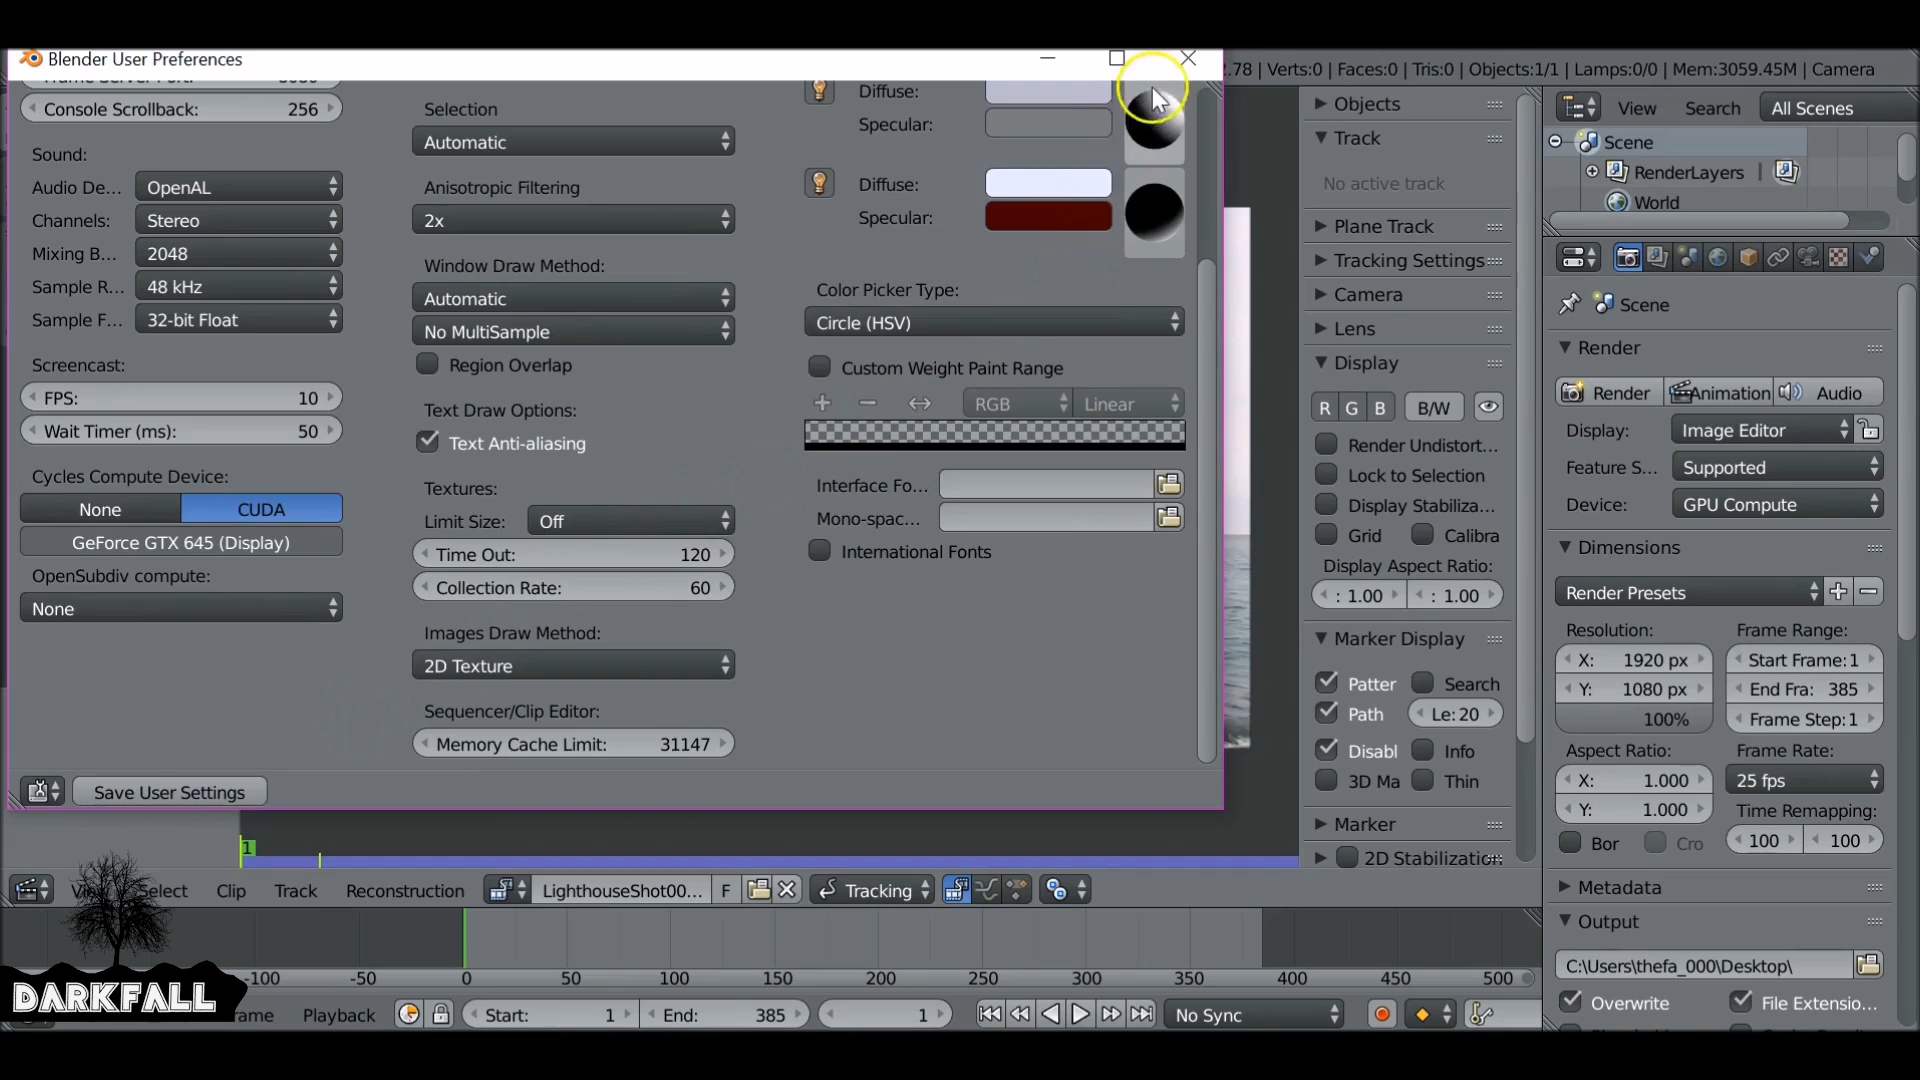 Blender User Preferences
Console Scrollback: 256
Sound:
Audio De... OpenAL
Channels: Stereo
Mixing B... 2048
Sample R... 48 kHz
Sample F... 32-bit Float
Screencast:
FPS: 10
Wait Timer (ms): 50
Cycles Compute Device:
None CUDA
GeForce GTX 645 (Display)
OpenSubdiv compute:
None
Save User Settings
Selection
Automatic
Anisotropic Filtering
2x
Window Draw Method:
Automatic
No MultiSample
Region Overlap
Text Draw Options:
Text Anti-aliasing
Textures:
Limit Size: Off
Time Out: 120
Collection Rate: 60
Images Draw Method:
2D Texture
Sequencer/Clip Editor:
Memory Cache Limit: 31147
Diffuse:
Specular:
Diffuse:
Specular:
Color Picker Type:
Circle (HSV)
Custom Weight Paint Range
RGB Linear
Interface Fo...
Mono-spac...
International Fonts
.78 | Verts:0 | Faces:0 | Tris:0 | Objects:1/1 | Lamps:0/0 | Mem:3059.45M | Camera
Objects
Track
No active track
Plane Track
Tracking Settings
Camera
Lens
Display
R G B B/W
Render Undistort...
Lock to Selection
Display Stabiliza...
Grid Calibra
Display Aspect Ratio:
: 1.00 : 1.00
Marker Display
Patter Search
Path Le: 20
Disabl Info
3D Ma Thin
Marker
2D Stabilization
View Search All Scenes
Scene
RenderLayers |
World
Scene
Render
Render Animation Audio
Display: Image Editor
Feature S... Supported
Device: GPU Compute
Dimensions
Render Presets
Resolution: Frame Range:
X: 1920 px Start Frame: 1
Y: 1080 px End Fra: 385
100% Frame Step: 1
Aspect Ratio: Frame Rate:
X: 1.000 25 fps
Y: 1.000 Time Remapping:
Bor Cro 100 100
Metadata
Output
C:\Users\thefa_000\Desktop\
Overwrite File Extensio...
1
Select Clip Track Reconstruction LighthouseShot00... F Tracking
-100 -50 0 50 100 150 200 250 300 350 400 450 500
DARKFALL
rame Playback Start: 1 End: 385 1 No Sync